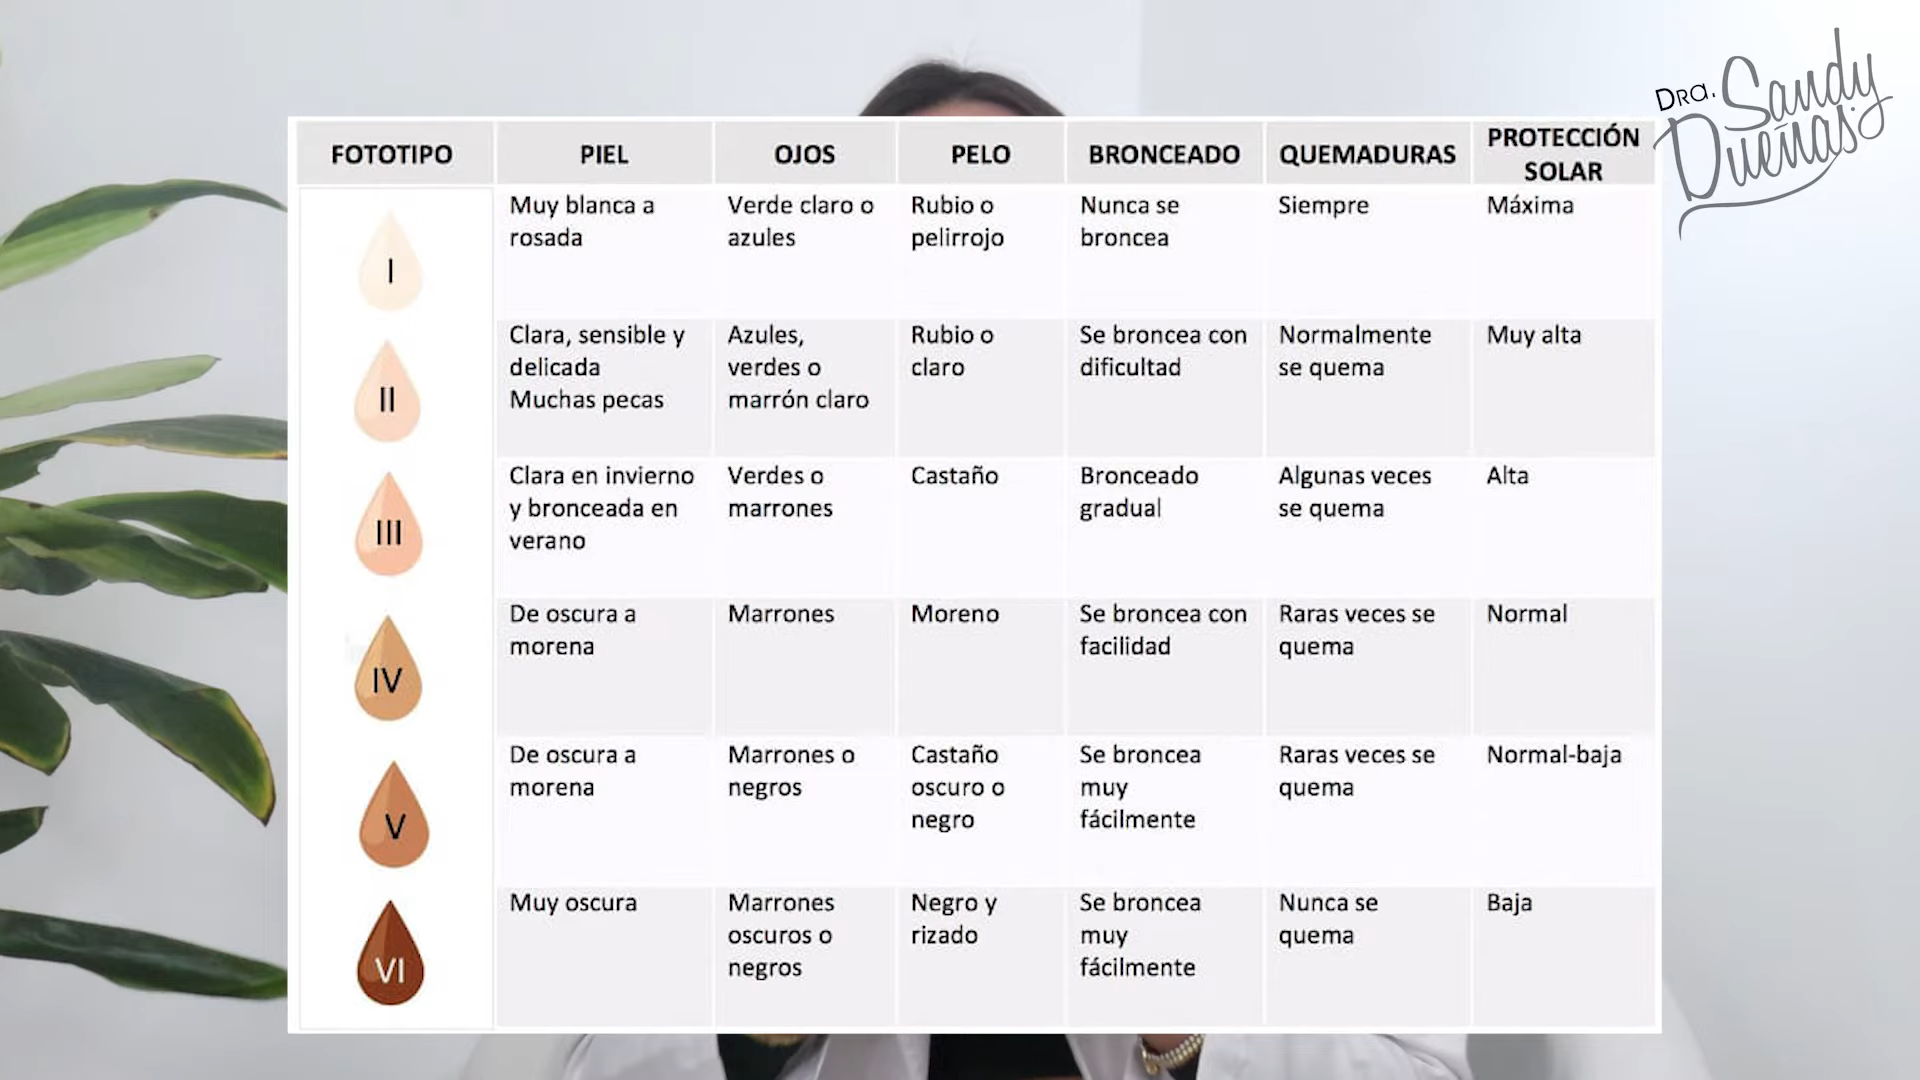 Dra. Sandy
Dueñas
FOTOTIPO PIEL OJOS PELO BRONCEADO QUEMADURAS PROTECCIÓN SOLAR
I
Muy blanca a
rosada
Verde claro o
azules
Rubio o
pelirrojo
Nunca se
broncea
Siempre
Máxima
II
Clara, sensible y
delicada
Muchas pecas
Azules,
verdes o
marrón claro
Rubio o
claro
Se broncea con
dificultad
Normalmente
se quema
Muy alta
III
Clara en invierno
y bronceada en
verano
Verdes o
marrones
Castaño
Bronceado
gradual
Algunas veces
se quema
Alta
IV
De oscura a
morena
Marrones
Moreno
Se broncea con
facilidad
Raras veces se
quema
Normal
V
De oscura a
morena
Marrones o
negros
Castaño
oscuro o
negro
Se broncea
muy
fácilmente
Raras veces se
quema
Normal-baja
VI
Muy oscura
Marrones
oscuros o
negros
Negro y
rizado
Se broncea
muy
fácilmente
Nunca se
quema
Baja